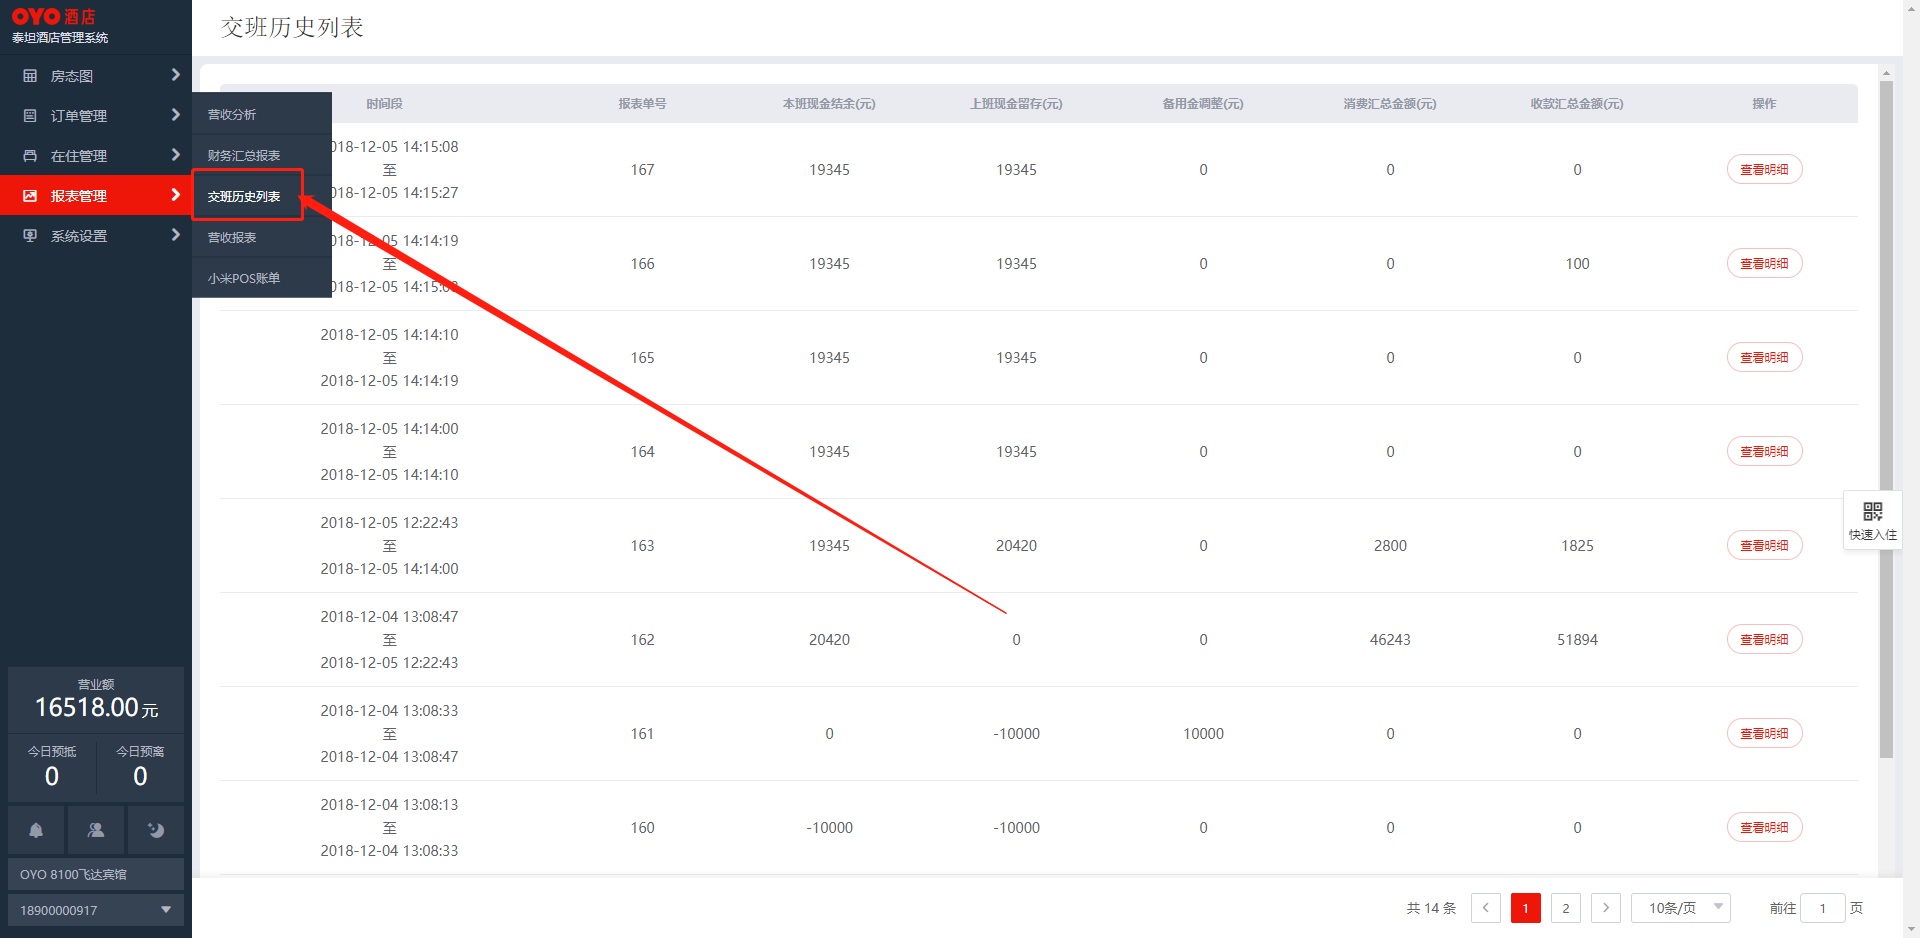 OYO 酒店
泰坦酒店管理系统
房态图
订单管理
在住管理
报表管理
系统设置
营收分析
财务汇总报表
交班历史列表
营收报表
小米POS账单
营业额
16518.00元
今日预抵 今日预离
0 0
OYO 8100飞达宾馆
18900000917
交班历史列表
时间段 报表单号 本班现金结余(元) 上班现金留存(元) 备用金调整(元) 消费汇总金额(元) 收款汇总金额(元) 操作
018-12-05 14:15:08
至
018-12-05 14:15:27
167 19345 19345 0 0 0 查看明细
018-12-05 14:14:19
至
018-12-05 14:15:08
166 19345 19345 0 0 100 查看明细
2018-12-05 14:14:10
至
2018-12-05 14:14:19
165 19345 19345 0 0 0 查看明细
2018-12-05 14:14:00
至
2018-12-05 14:14:10
164 19345 19345 0 0 0 查看明细
2018-12-05 12:22:43
至
2018-12-05 14:14:00
163 19345 20420 0 2800 1825 查看明细
2018-12-04 13:08:47
至
2018-12-05 12:22:43
162 20420 0 0 46243 51894 查看明细
2018-12-04 13:08:33
至
2018-12-04 13:08:47
161 0 -10000 10000 0 0 查看明细
2018-12-04 13:08:13
至
2018-12-04 13:08:33
160 -10000 -10000 0 0 0 查看明细
快速入住
共 14 条 1 2 10条/页 前往 1 页